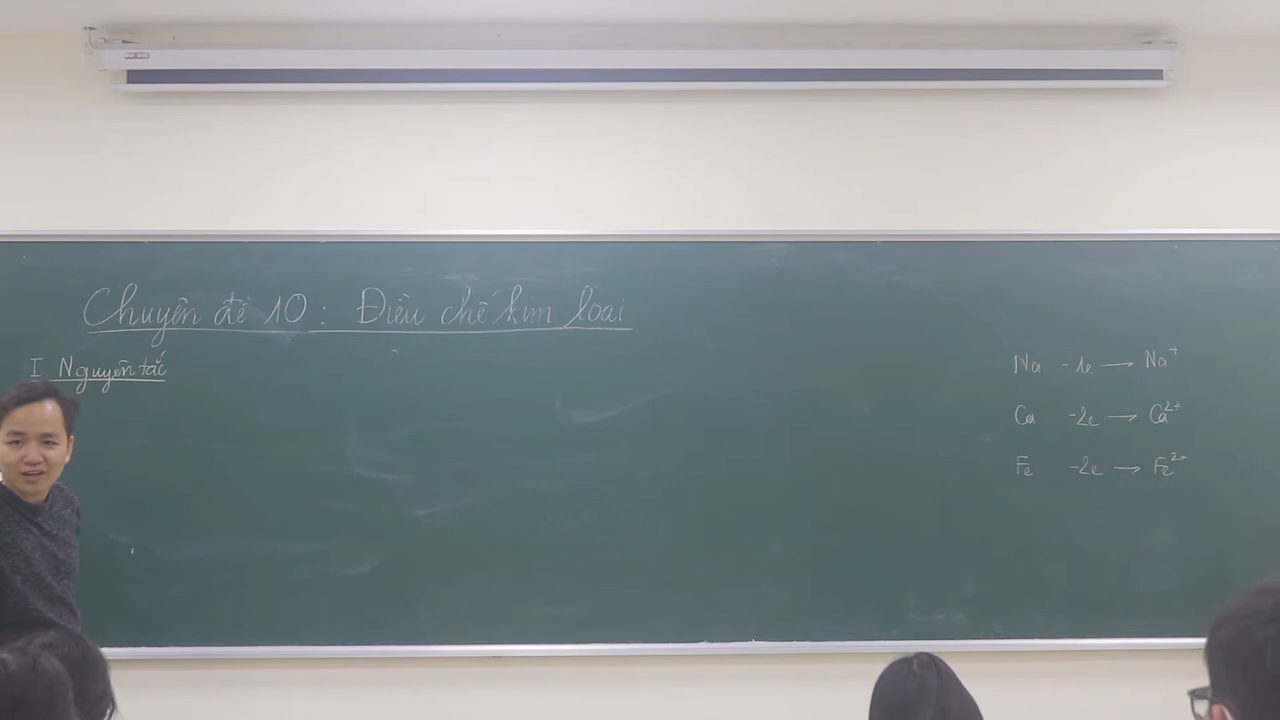 Chuyên đề 10 : Điều chế kim loại
I Nguyên tắc
Na -1e → Na⁺
Ca -2e → Ca²⁺
Fe -2e → Fe²⁺